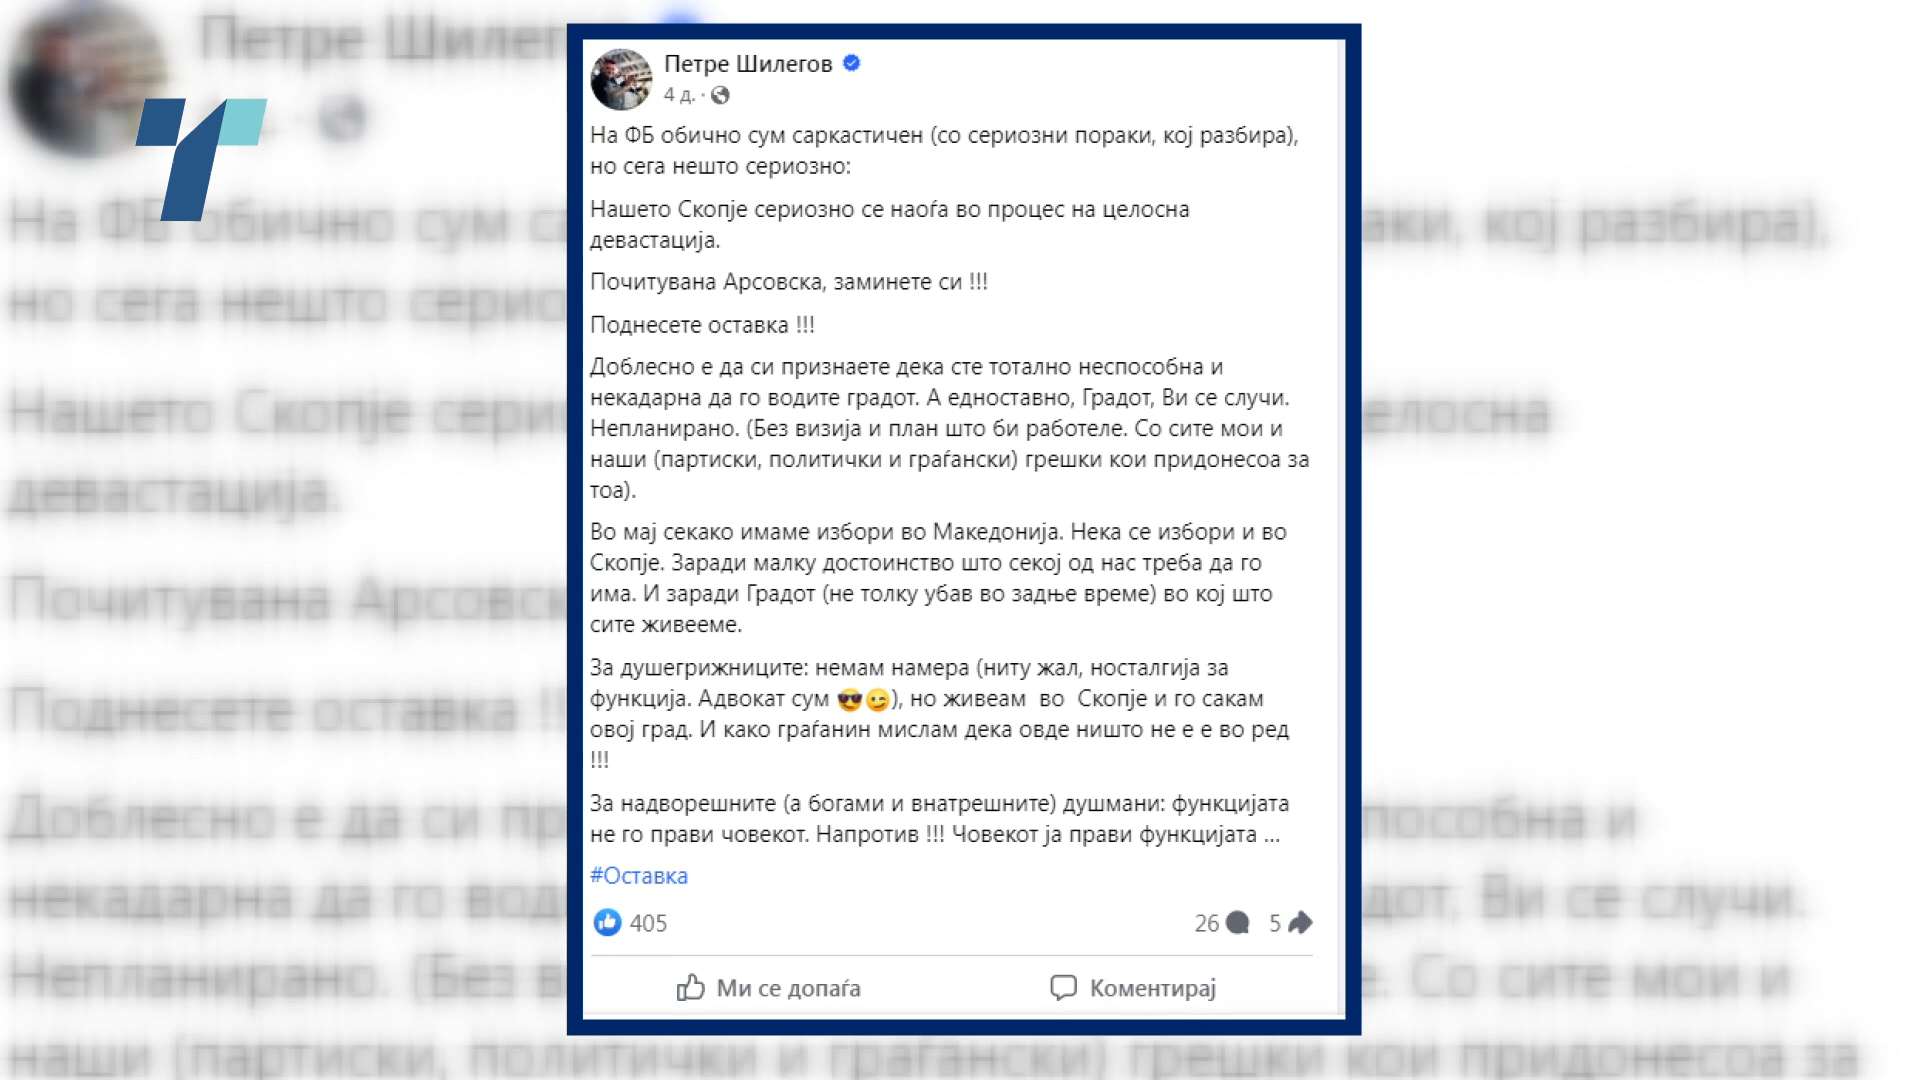 Петре Шилегов
4 д. ·
На ФБ обично сум саркастичен (со сериозни пораки, кој разбира),
но сега нешто сериозно:
Нашето Скопје сериозно се наоѓа во процес на целосна
девастација.
Почитувана Арсовска, заминете си !!!
Поднесете оставка !!!
Доблесно е да си признаете дека сте тотално неспособна и
некадарна да го водите градот. А едноставно, Градот, Ви се случи.
Непланирано. (Без визија и план што би работеле. Со сите мои и
наши (партиски, политички и граѓански) грешки кои придонесоа за
тоа).
Во мај секако имаме избори во Македонија. Нека се избори и во
Скопје. Заради малку достоинство што секој од нас треба да го
има. И заради Градот (не толку убав во задње време) во кој што
сите живееме.
За душегрижниците: немам намера (ниту жал, носталгија за
функција. Адвокат сум 😎😉), но живеам  во  Скопје и го сакам
овој град. И како граѓанин мислам дека овде ништо не е е во ред
!!!
За надворешните (а богами и внатрешните) душмани: функцијата
не го прави човекот. Напротив !!! Човекот ја прави функцијата ...
#Оставка
405
26 5
Ми се допаѓа
Коментирај